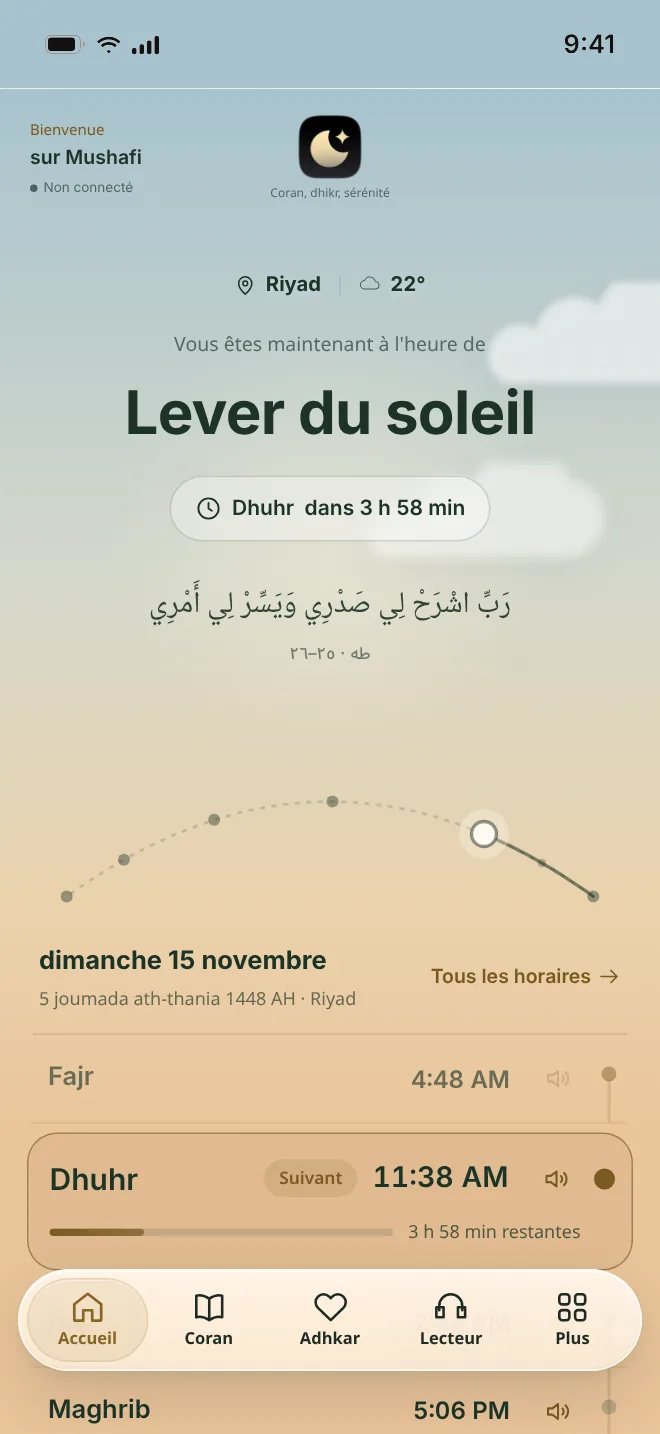 9:41
Bienvenue
sur Mushafi
Non connecté
Coran, dhikr, sérénité
Riyad
22°
Vous êtes maintenant à l'heure de
Lever du soleil
Dhuhr dans 3 h 58 min
رَبِّ اشْرَحْ لِي صَدْرِي وَيَسِّرْ لِي أَمْرِي
طه · ٢٥–٢٦
dimanche 15 novembre
5 joumada ath-thania 1448 AH · Riyad
Tous les horaires →
Fajr 4:48 AM
Dhuhr Suivant 11:38 AM
3 h 58 min restantes
Accueil Coran Adhkar Lecteur Plus
Maghrib 5:06 PM